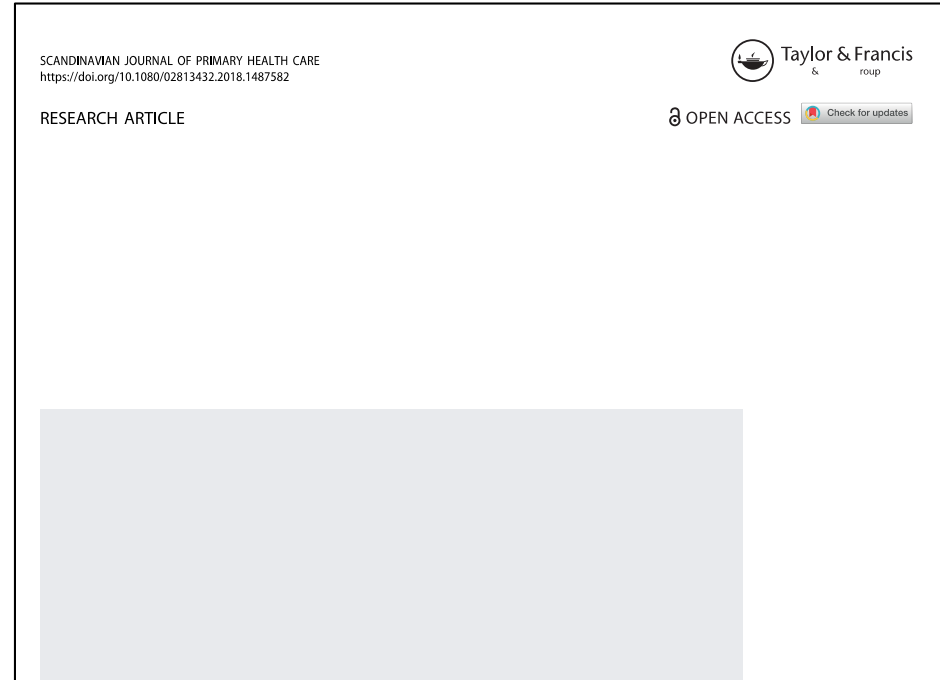 SCANDINAVIAN JOURNAL OF PRIMARY HEALTH CARE
https://doi.org/10.1080/02813432.2018.1487582
Taylor & Francis
& roup
RESEARCH ARTICLE
OPEN ACCESS
Check for updates